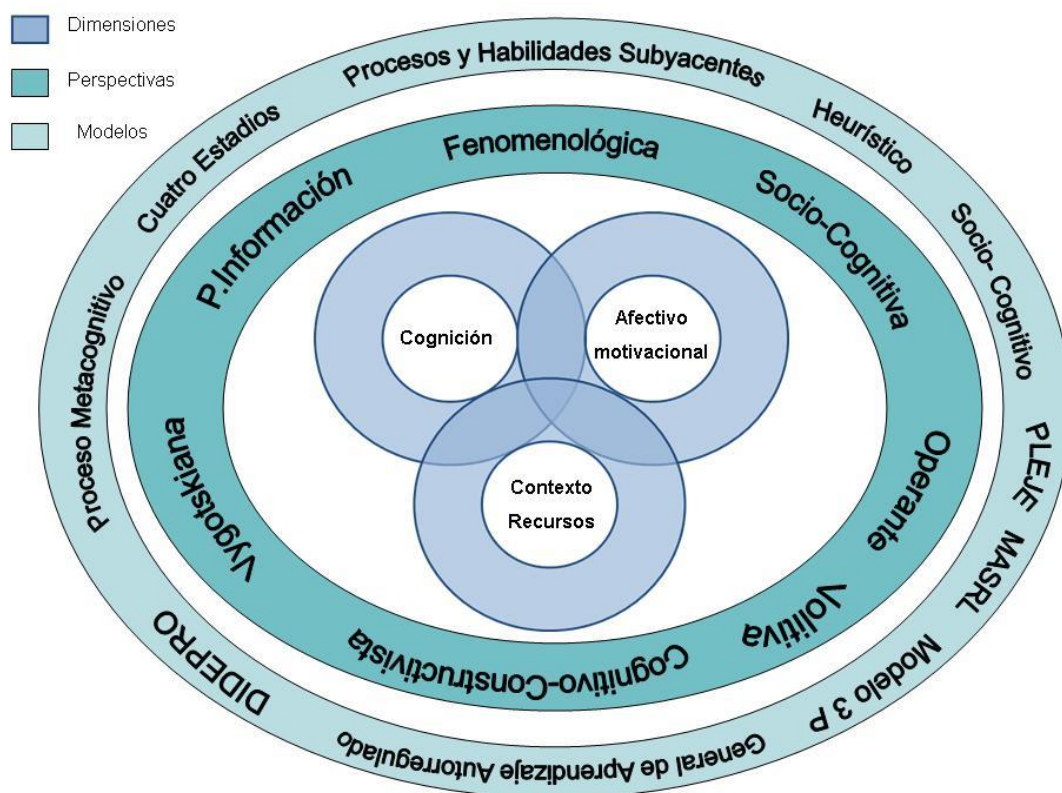 Dimensiones
Perspectivas
Modelos
Procesos y Habilidades Subyacentes
Heurístico
Socio- Cognitivo
PLEJE
MASRL
Modelo 3 P
General de Aprendizaje Autorregulado
DIDEPRO
Proceso Metacognitivo
Cuatro Estadios
Fenomenológica
Socio-Cognitiva
Operante
Volitiva
Cognitivo-Constructivista
Vygotskiana
P.Información
Cognición
Afectivo
motivacional
Contexto
Recursos